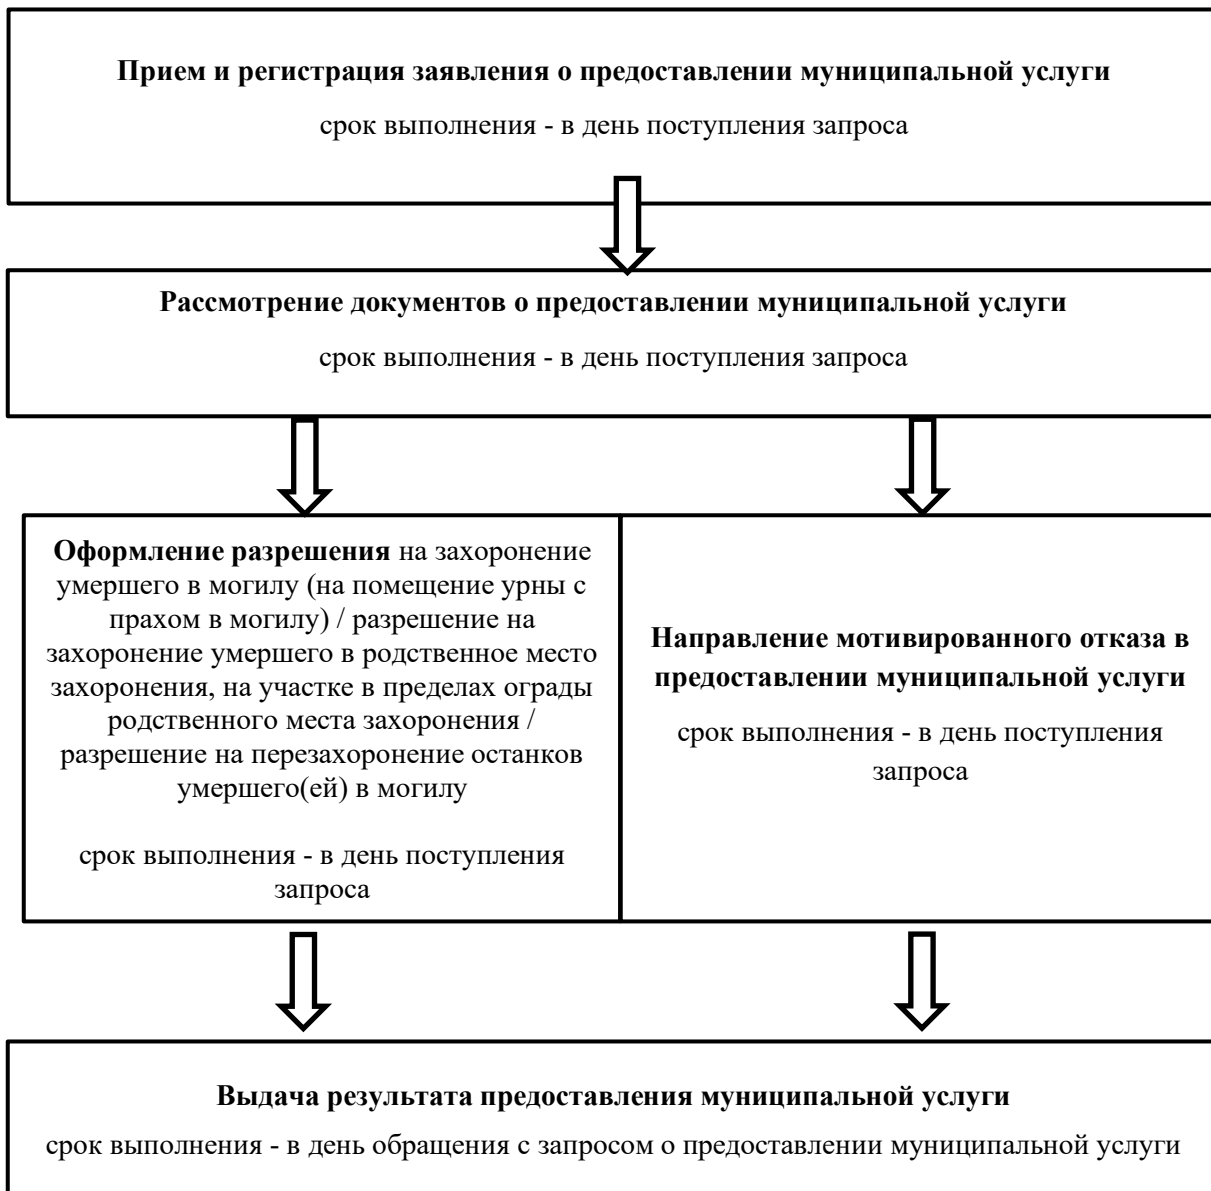 Прием и регистрация заявления о предоставлении муниципальной услуги
срок выполнения - в день поступления запроса
Рассмотрение документов о предоставлении муниципальной услуги
срок выполнения - в день поступления запроса
Оформление разрешения на захоронение
умершего в могилу (на помещение урны с
прахом в могилу) / разрешение на
захоронение умершего в родственное место
захоронения, на участке в пределах ограды
родственного места захоронения /
разрешение на перезахоронение останков
умершего(ей) в могилу
срок выполнения - в день поступления
запроса
Направление мотивированного отказа в
предоставлении муниципальной услуги
срок выполнения - в день поступления
запроса
Выдача результата предоставления муниципальной услуги
срок выполнения - в день обращения с запросом о предоставлении муниципальной услуги